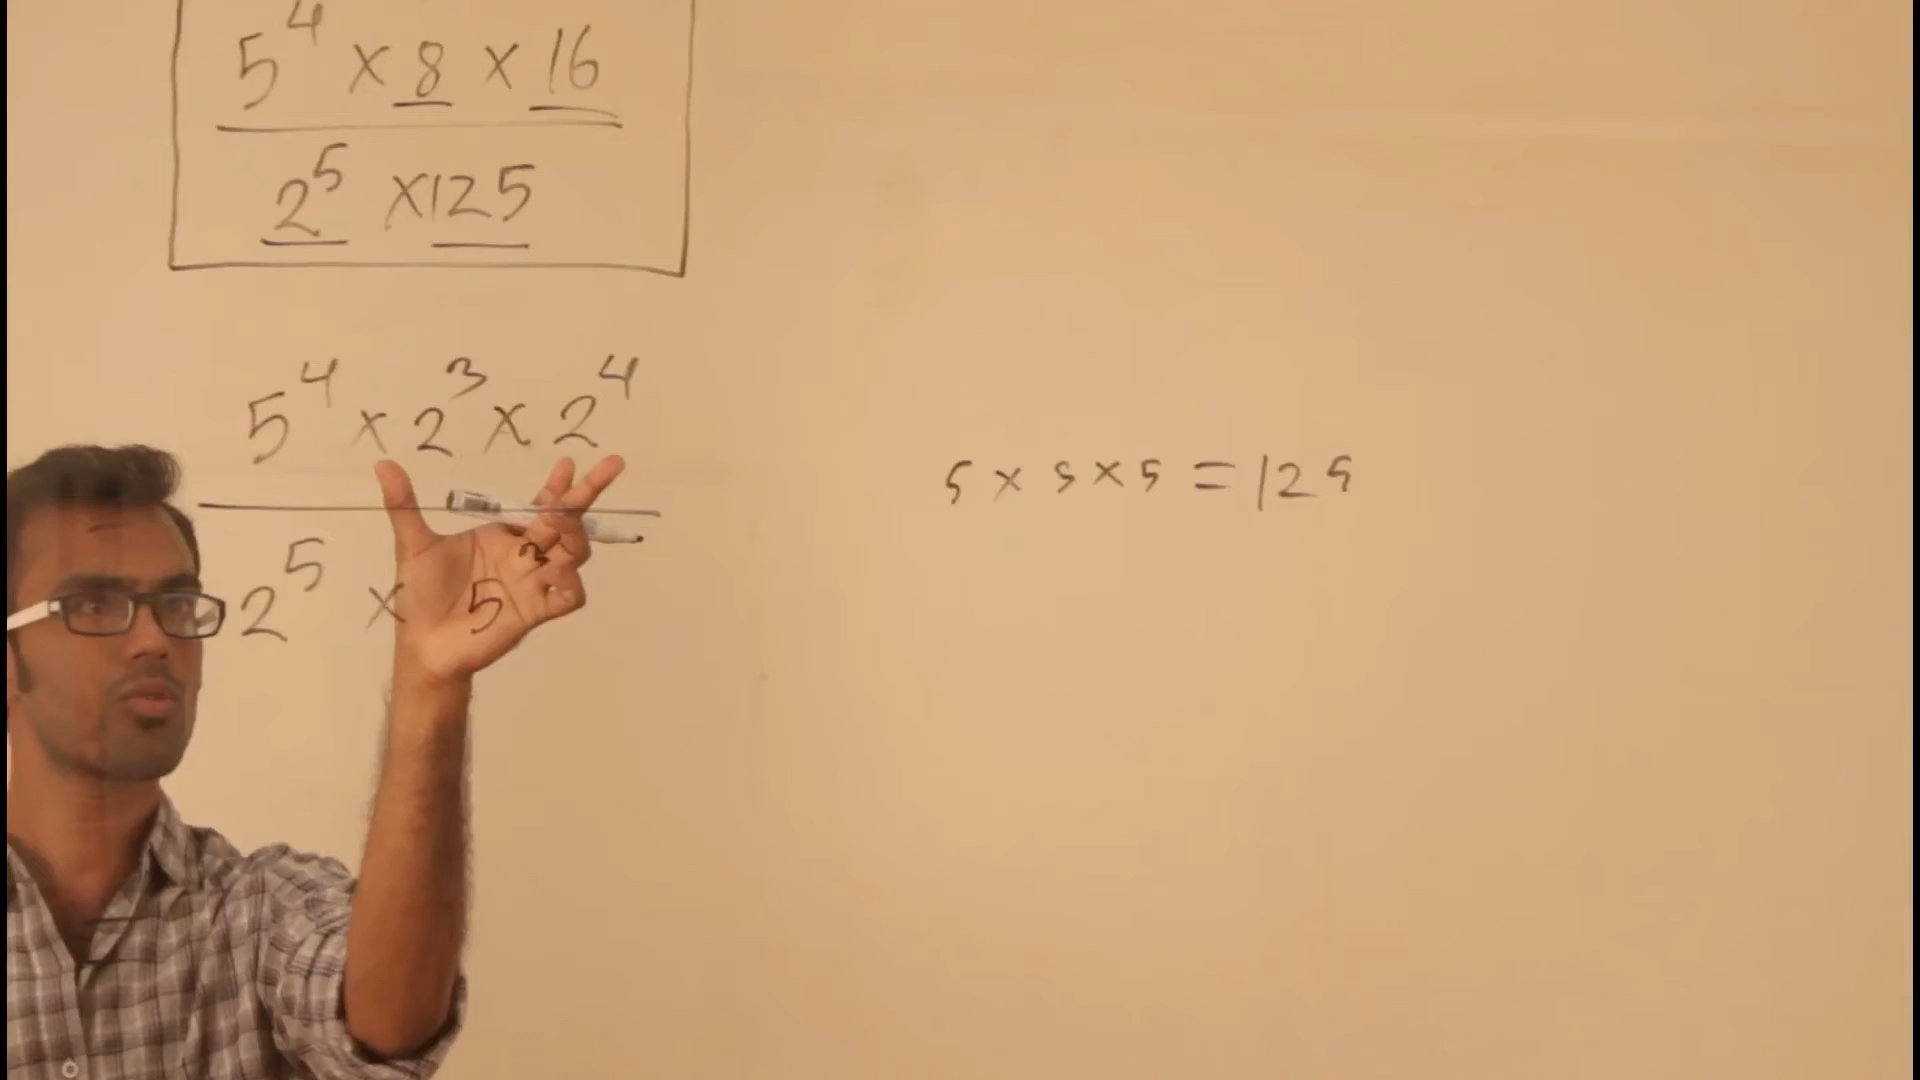 5⁴ × 8 × 16
2⁵ × 125
5⁴ × 2³ × 2⁴
2⁵ × 5³
5 × 5 × 5 = 125